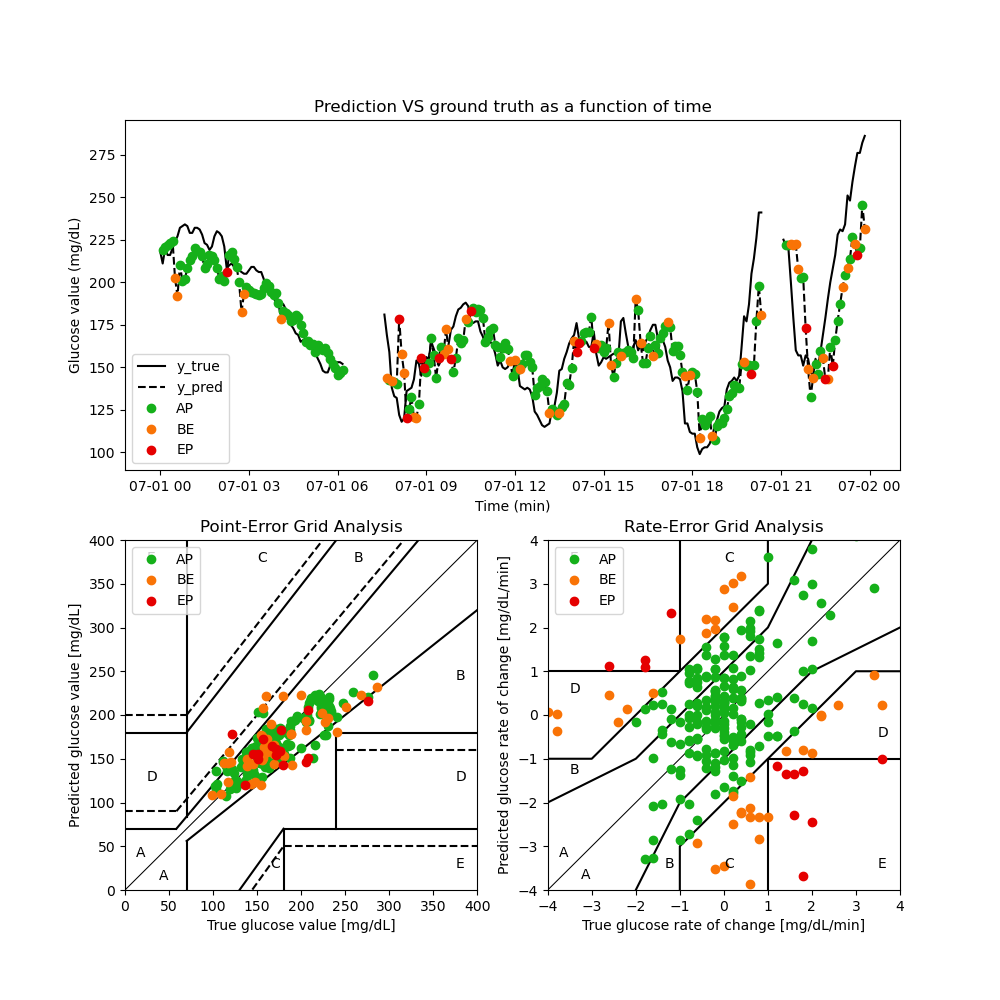 Prediction VS ground truth as a function of time
Glucose value (mg/dL)
275
250
225
200
175
150
125
100
y_true
y_pred
AP
BE
EP
07-01 00 07-01 03 07-01 06 07-01 09 07-01 12 07-01 15 07-01 18 07-01 21 07-02 00
Time (min)
Point-Error Grid Analysis
Predicted glucose value [mg/dL]
400
350
300
250
200
150
100
50
0
AP
BE
EP
C B
B
D D
A
A C E
0 50 100 150 200 250 300 350 400
True glucose value [mg/dL]
Rate-Error Grid Analysis
Predicted glucose rate of change [mg/dL/min]
4
3
2
1
0
−1
−2
−3
−4
AP
BE
EP
C
D
D
B
A
A B C E
−4 −3 −2 −1 0 1 2 3 4
True glucose rate of change [mg/dL/min]